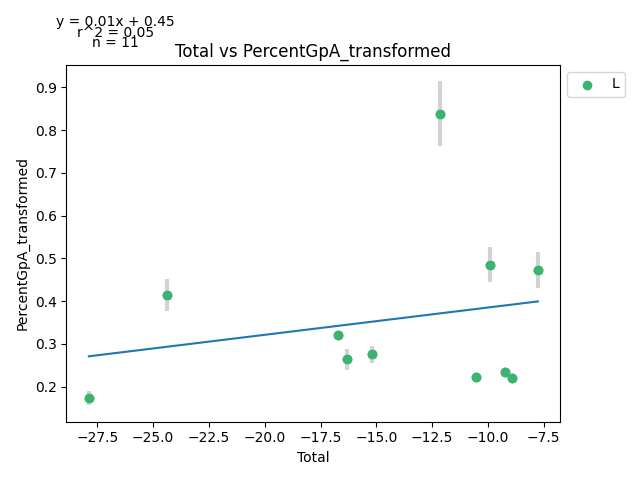 y = 0.01x + 0.45
r^2 = 0.05
n = 11
Total vs PercentGpA_transformed
L
PercentGpA_transformed
0.9
0.8
0.7
0.6
0.5
0.4
0.3
0.2
−27.5 −25.0 −22.5 −20.0 −17.5 −15.0 −12.5 −10.0 −7.5
Total